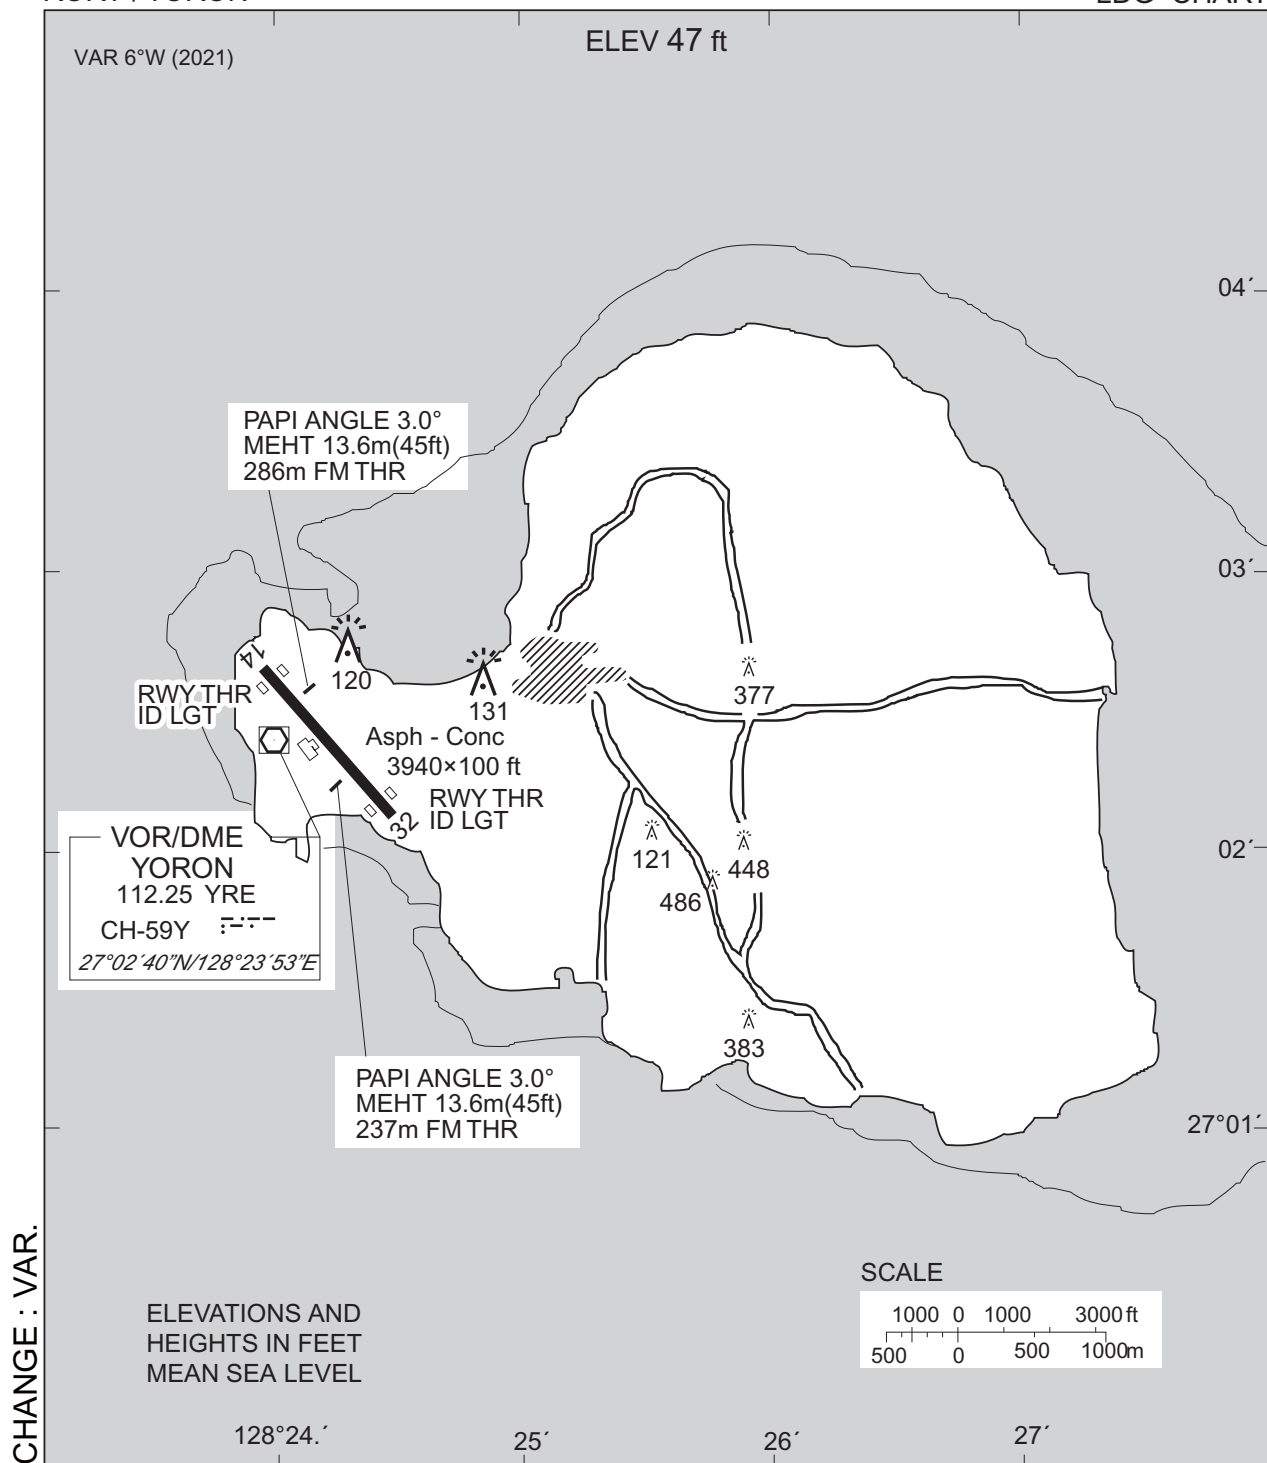 VAR 6°W (2021)
ELEV 47 ft
04´
PAPI ANGLE 3.0°
MEHT 13.6m(45ft)
286m FM THR
03´
14
120
RWY THR
ID LGT
131
377
Asph - Conc
3940×100 ft
RWY THR
ID LGT
32
VOR/DME
YORON
112.25 YRE
CH-59Y
27°02´40”N/128°23´53”E
121
448
486
02´
383
PAPI ANGLE 3.0°
MEHT 13.6m(45ft)
237m FM THR
27°01´
CHANGE : VAR.
SCALE
1000 0 1000 3000 ft
500 0 500 1000m
ELEVATIONS AND
HEIGHTS IN FEET
MEAN SEA LEVEL
128°24.´ 25´ 26´ 27´